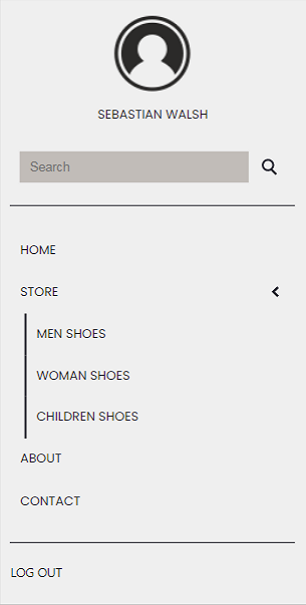 SEBASTIAN WALSH
Search
HOME
STORE
MEN SHOES
WOMAN SHOES
CHILDREN SHOES
ABOUT
CONTACT
LOG OUT